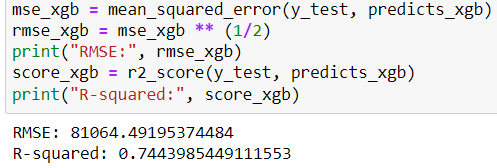 mse_xgb = mean_squared_error(y_test, predicts_xgb)
rmse_xgb = mse_xgb ** (1/2)
print("RMSE:", rmse_xgb)
score_xgb = r2_score(y_test, predicts_xgb)
print("R-squared:", score_xgb)
RMSE: 81064.49195374484
R-squared: 0.7443985449111553